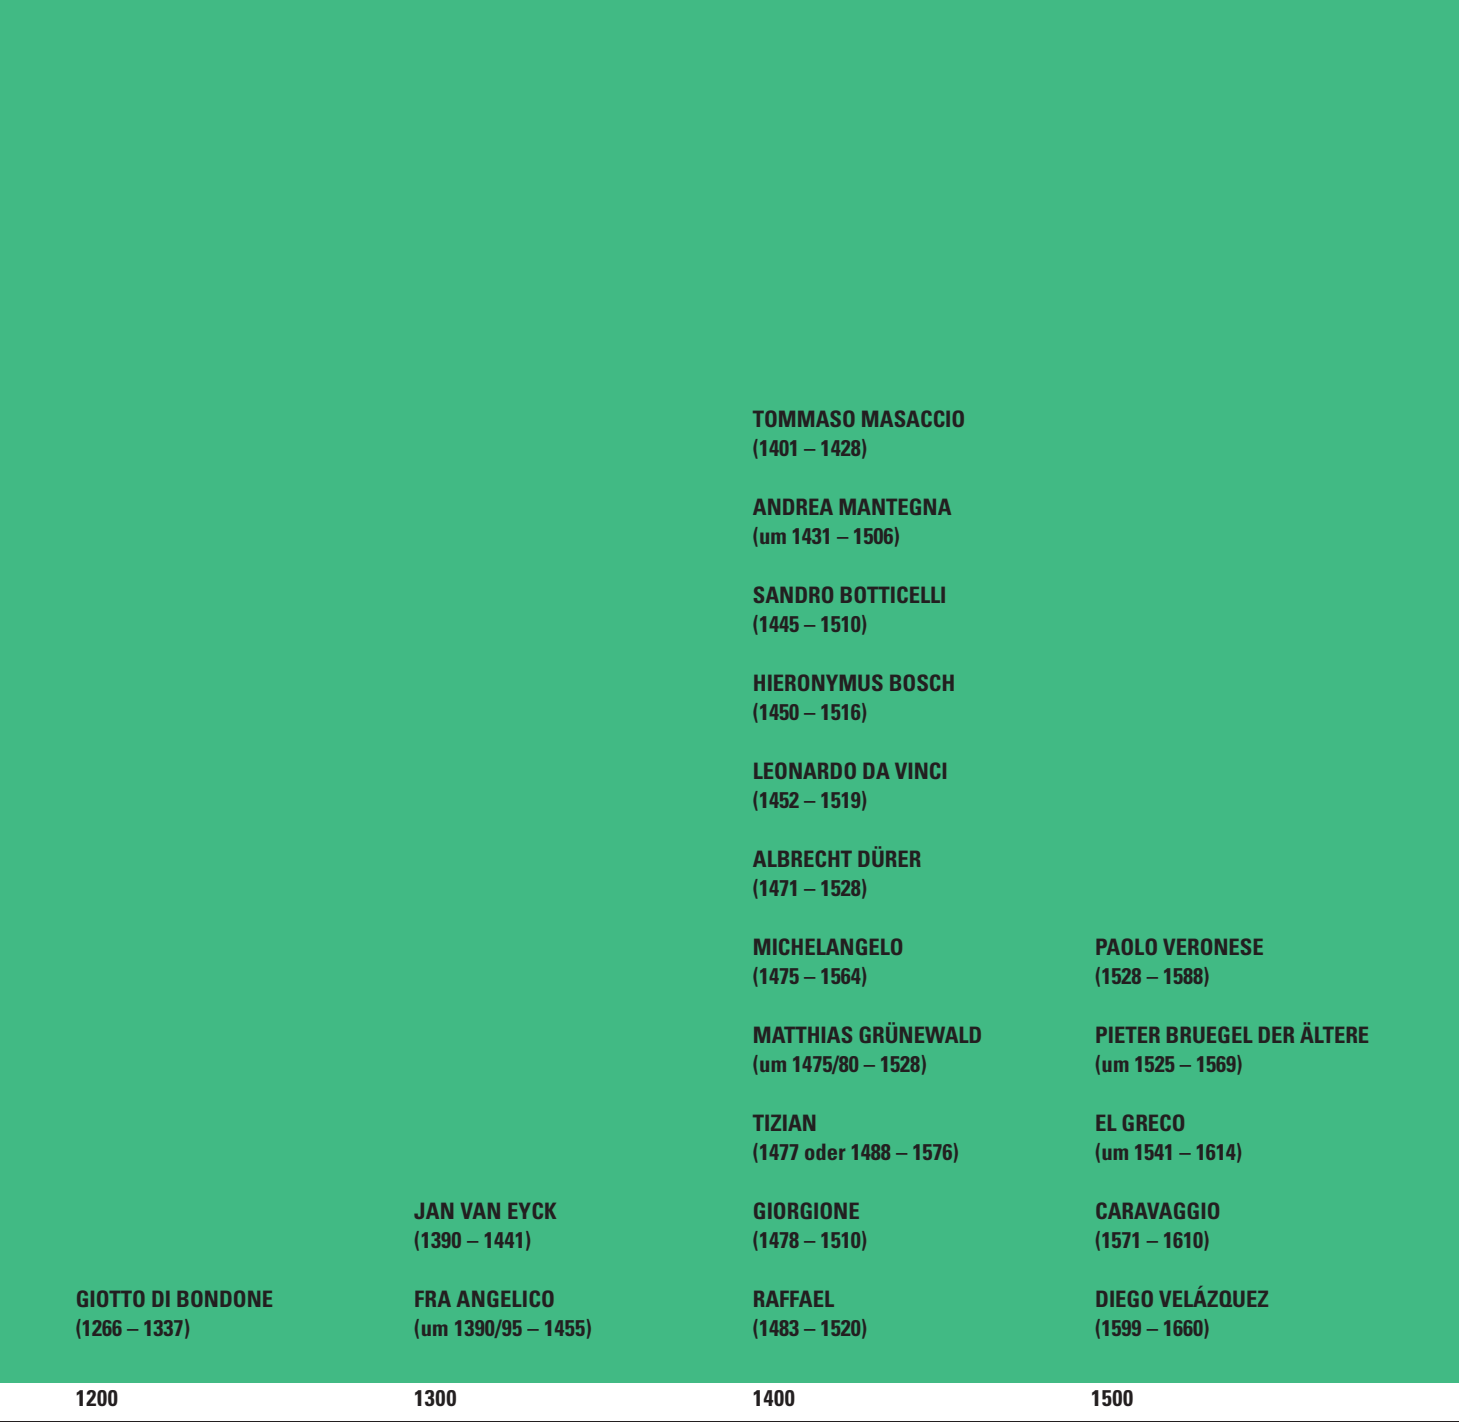 TOMMASO MASACCIO
(1401 – 1428)
ANDREA MANTEGNA
(um 1431 – 1506)
SANDRO BOTTICELLI
(1445 – 1510)
HIERONYMUS BOSCH
(1450 – 1516)
LEONARDO DA VINCI
(1452 – 1519)
ALBRECHT DÜRER
(1471 – 1528)
MICHELANGELO
(1475 – 1564)
MATTHIAS GRÜNEWALD
(um 1475/80 – 1528)
TIZIAN
(1477 oder 1488 – 1576)
GIORGIONE
(1478 – 1510)
RAFFAEL
(1483 – 1520)
PAOLO VERONESE
(1528 – 1588)
PIETER BRUEGEL DER ÄLTERE
(um 1525 – 1569)
EL GRECO
(um 1541 – 1614)
CARAVAGGIO
(1571 – 1610)
DIEGO VELÁZQUEZ
(1599 – 1660)
JAN VAN EYCK
(1390 – 1441)
FRA ANGELICO
(um 1390/95 – 1455)
GIOTTO DI BONDONE
(1266 – 1337)
1200
1300
1400
1500